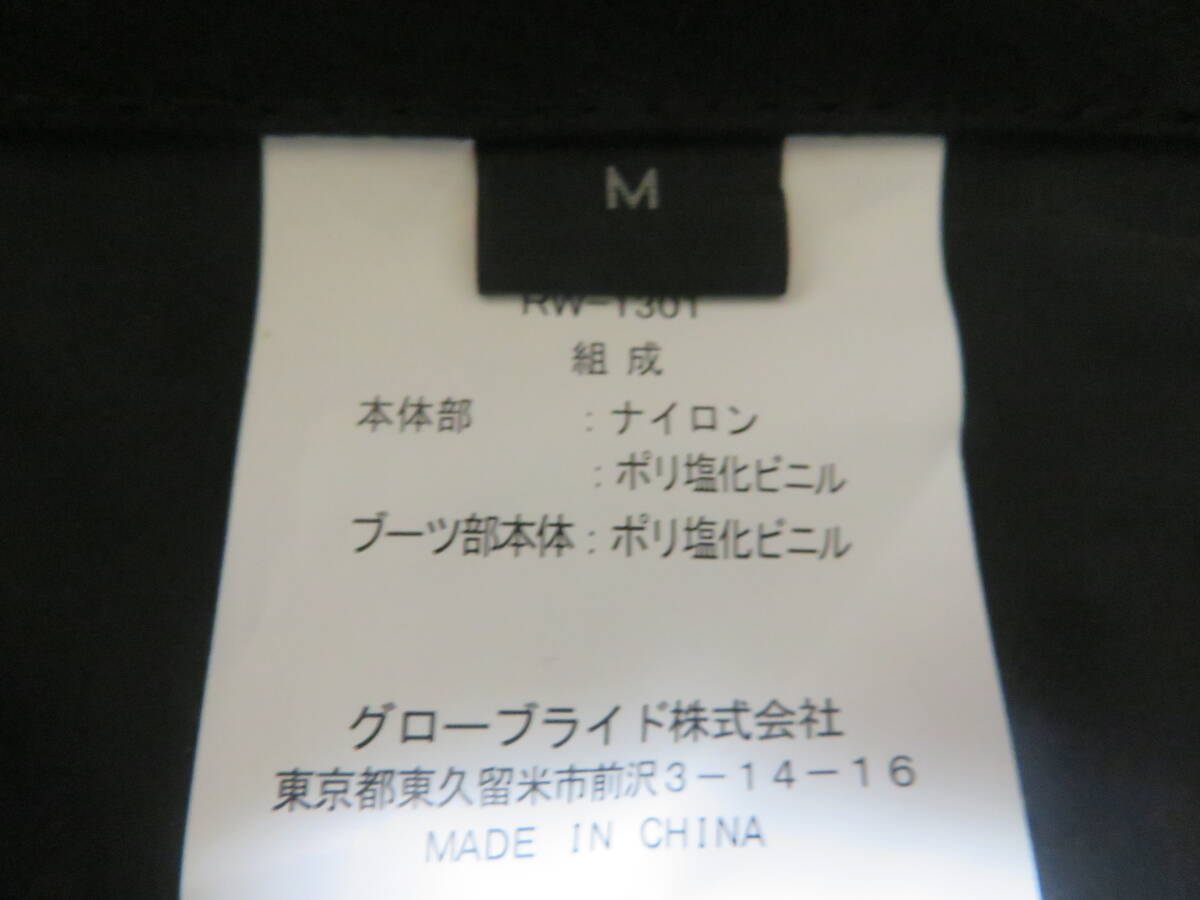 M
RW-1301
組成
本体部 : ナイロン
: ポリ塩化ビニル
ブーツ部本体 : ポリ塩化ビニル
グローブライド株式会社
東京都東久留米市前沢3-14-16
MADE IN CHINA